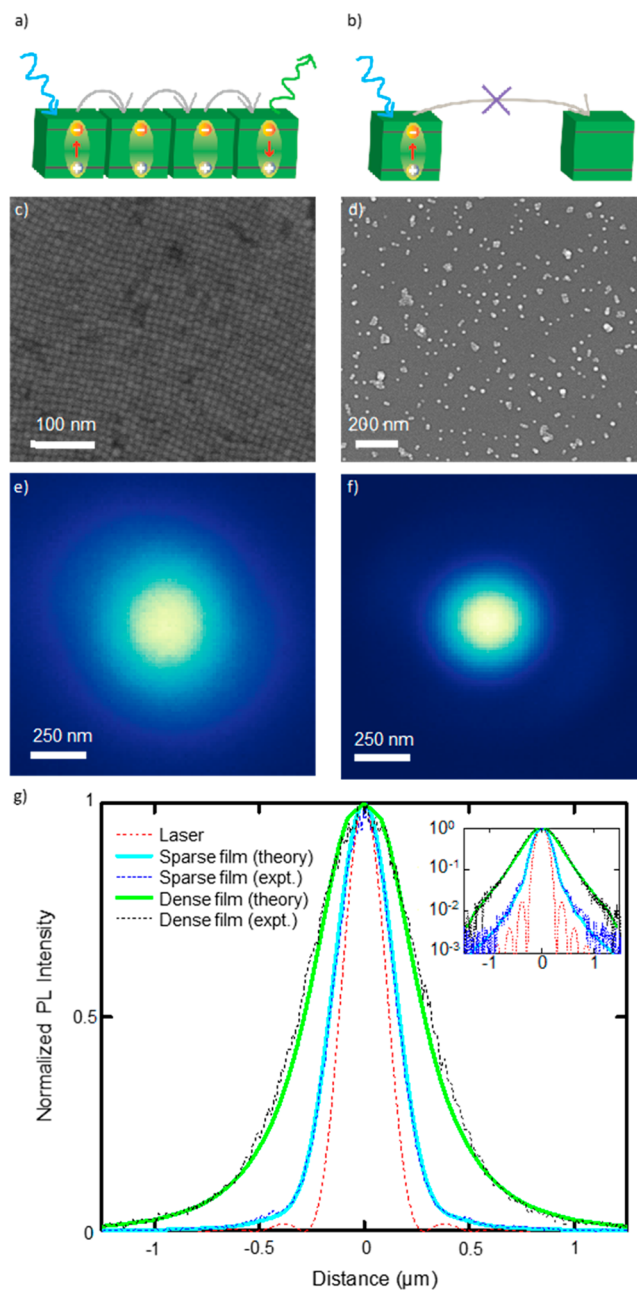 a)
b)
c)
d)
100 nm
200 nm
e)
f)
250 nm
250 nm
g)
1
0.5
0
Normalized PL Intensity
Laser
Sparse film (theory)
Sparse film (expt.)
Dense film (theory)
Dense film (expt.)
10⁰
10⁻¹
10⁻²
10⁻³
-1 0 1
-1 -0.5 0 0.5 1
Distance (µm)